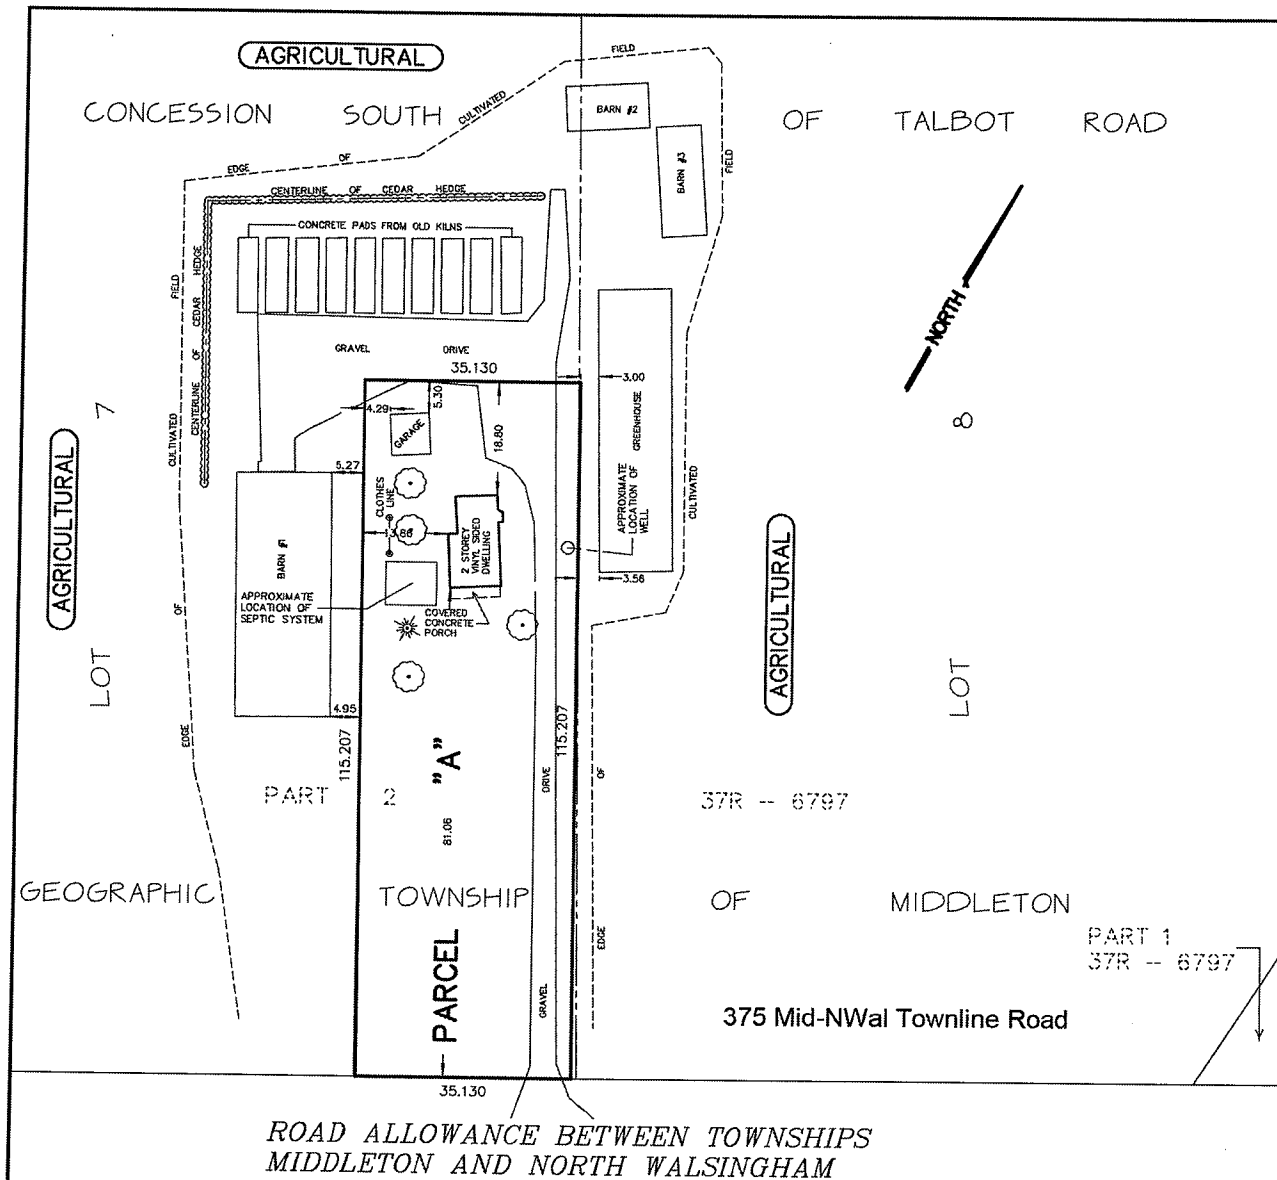 AGRICULTURAL
CONCESSION SOUTH OF TALBOT ROAD
EDGE OF CULTIVATED FIELD
BARN #2
BARN #3
CENTERLINE OF CEDAR HEDGE
CONCRETE PADS FROM OLD KILNS
CENTERLINE OF CEDAR HEDGE
EDGE OF CULTIVATED FIELD
NORTH
GRAVEL DRIVE
35.130
3.00
4.29
5.30
18.80
GARAGE
GREENHOUSE
LOT 7
LOT 8
AGRICULTURAL
5.27
CLOTHES
LINE
13.86
2 STOREY
VINYL SIDED
DWELLING
APPROXIMATE
LOCATION OF
WELL
EDGE OF CULTIVATED FIELD
BARN #1
3.56
APPROXIMATE
LOCATION OF
SEPTIC SYSTEM
COVERED
CONCRETE
PORCH
AGRICULTURAL
4.95
115.207
115.207
PARCEL "A"
81.06
GRAVEL DRIVE
PART 2
37R -- 6797
GEOGRAPHIC TOWNSHIP OF MIDDLETON
PART 1
37R -- 6797
375 Mid-NWal Townline Road
35.130
ROAD ALLOWANCE BETWEEN TOWNSHIPS
MIDDLETON AND NORTH WALSINGHAM